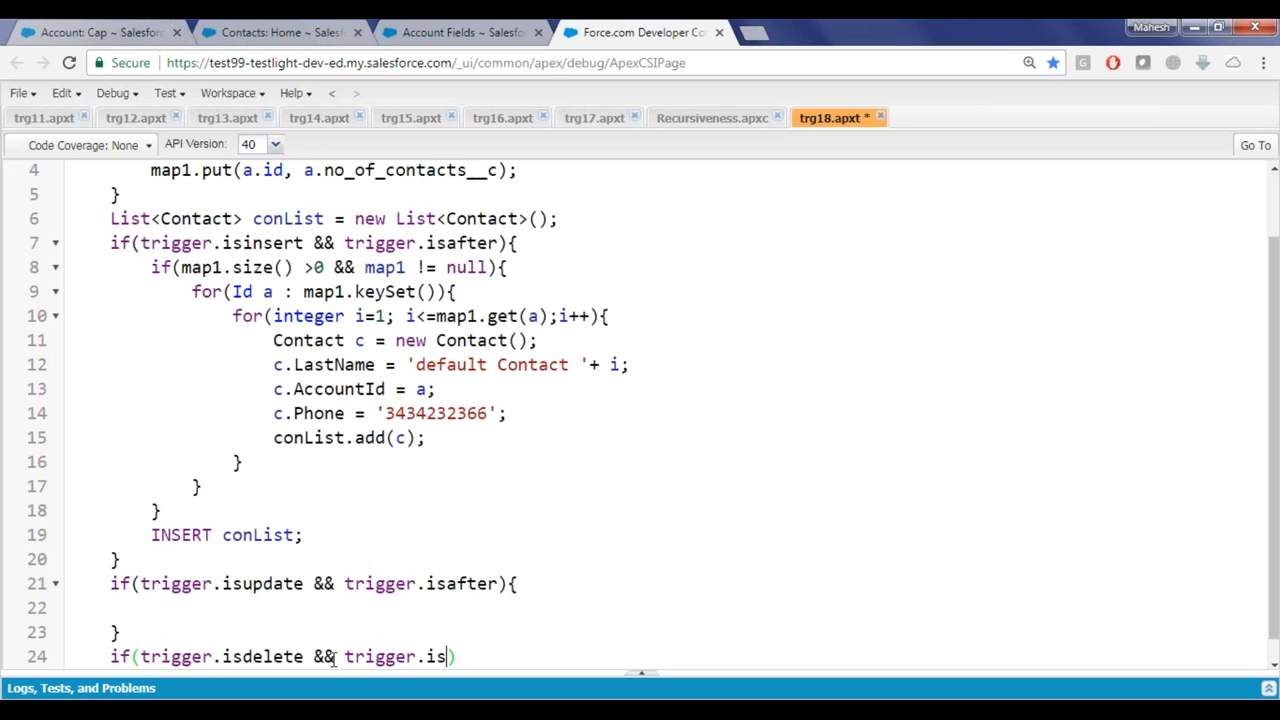 Account: Cap ~ Salesforc
Contacts: Home ~ Salesfo
Account Fields ~ Salesfo
Force.com Developer Co
Mahesh
Secure
https://test99-testlight-dev-ed.my.salesforce.com/_ui/common/apex/debug/ApexCSIPage
File Edit Debug Test Workspace Help < >
trg11.apxt trg12.apxt trg13.apxt trg14.apxt trg15.apxt trg16.apxt trg17.apxt Recursiveness.apxc trg18.apxt *
Code Coverage: None API Version: 40 Go To
4 map1.put(a.id, a.no_of_contacts__c);
5 }
6 List<Contact> conList = new List<Contact>();
7 if(trigger.isinsert && trigger.isafter){
8 if(map1.size() >0 && map1 != null){
9 for(Id a : map1.keySet()){
10 for(integer i=1; i<=map1.get(a);i++){
11 Contact c = new Contact();
12 c.LastName = 'default Contact '+ i;
13 c.AccountId = a;
14 c.Phone = '3434232366';
15 conList.add(c);
16 }
17 }
18 }
19 INSERT conList;
20 }
21 if(trigger.isupdate && trigger.isafter){
22
23 }
24 if(trigger.isdelete && trigger.is)
Logs, Tests, and Problems